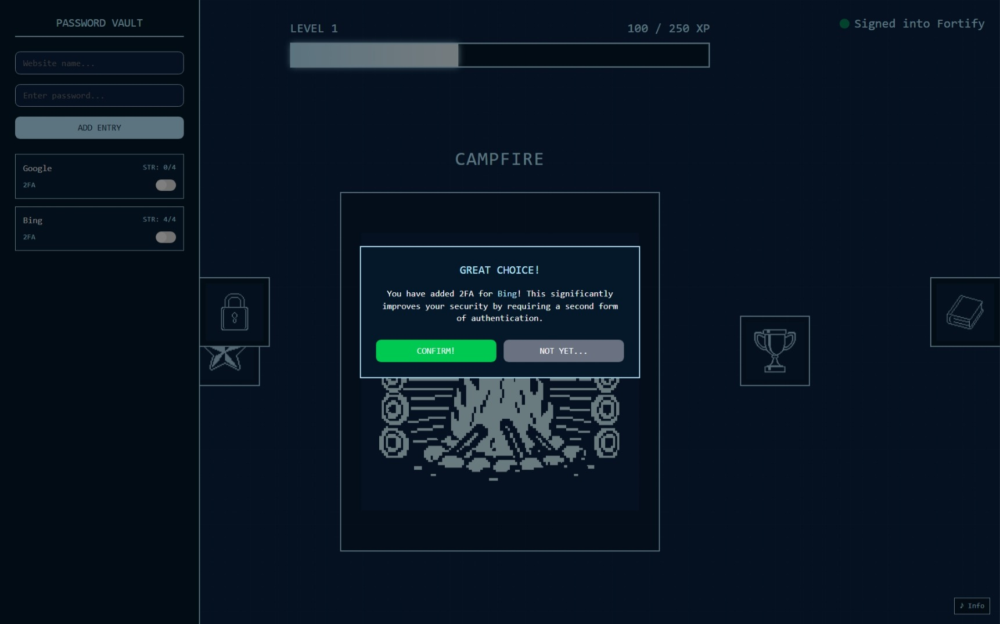 PASSWORD VAULT
Website name...
Enter password...
ADD ENTRY
Google STR: 0/4
2FA
Bing STR: 4/4
2FA
LEVEL 1 100 / 250 XP
Signed into Fortify
CAMPFIRE
GREAT CHOICE!
You have added 2FA for Bing! This significantly
improves your security by requiring a second form
of authentication.
CONFIRM! NOT YET...
♪ Info